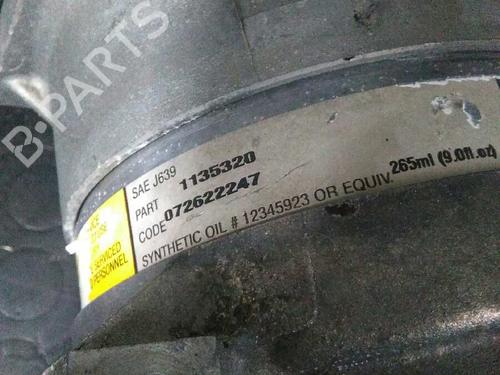 B-PARTS
SAE J639
PART 1135320
CODE 072622247
SYNTHETIC OIL # 12345923 OR EQUIV. 265ml (9.0fl.oz)
SERVICED
PERSONNEL